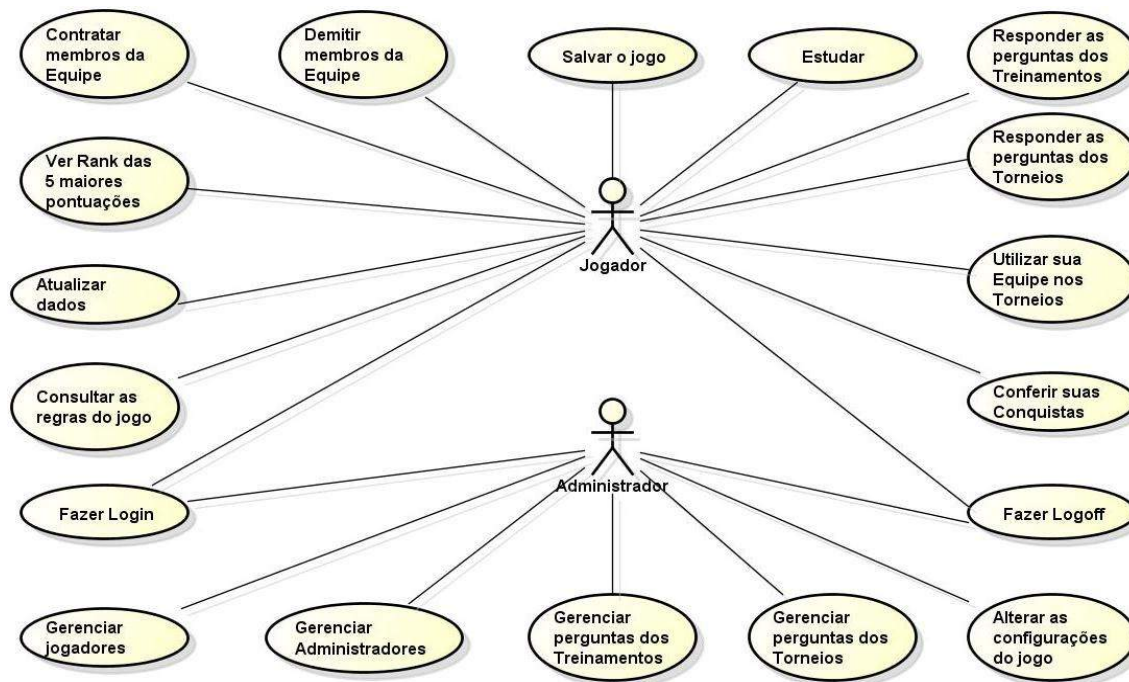 Contratar
membros da
Equipe
Demitir
membros da
Equipe
Salvar o jogo
Estudar
Responder as
perguntas dos
Treinamentos
Ver Rank das
5 maiores
pontuações
Responder as
perguntas dos
Torneios
Jogador
Atualizar
dados
Utilizar sua
Equipe nos
Torneios
Consultar as
regras do jogo
Conferir suas
Conquistas
Administrador
Fazer Login
Fazer Logoff
Gerenciar
jogadores
Gerenciar
Administradores
Gerenciar
perguntas dos
Treinamentos
Gerenciar
perguntas dos
Torneios
Alterar as
configurações
do jogo